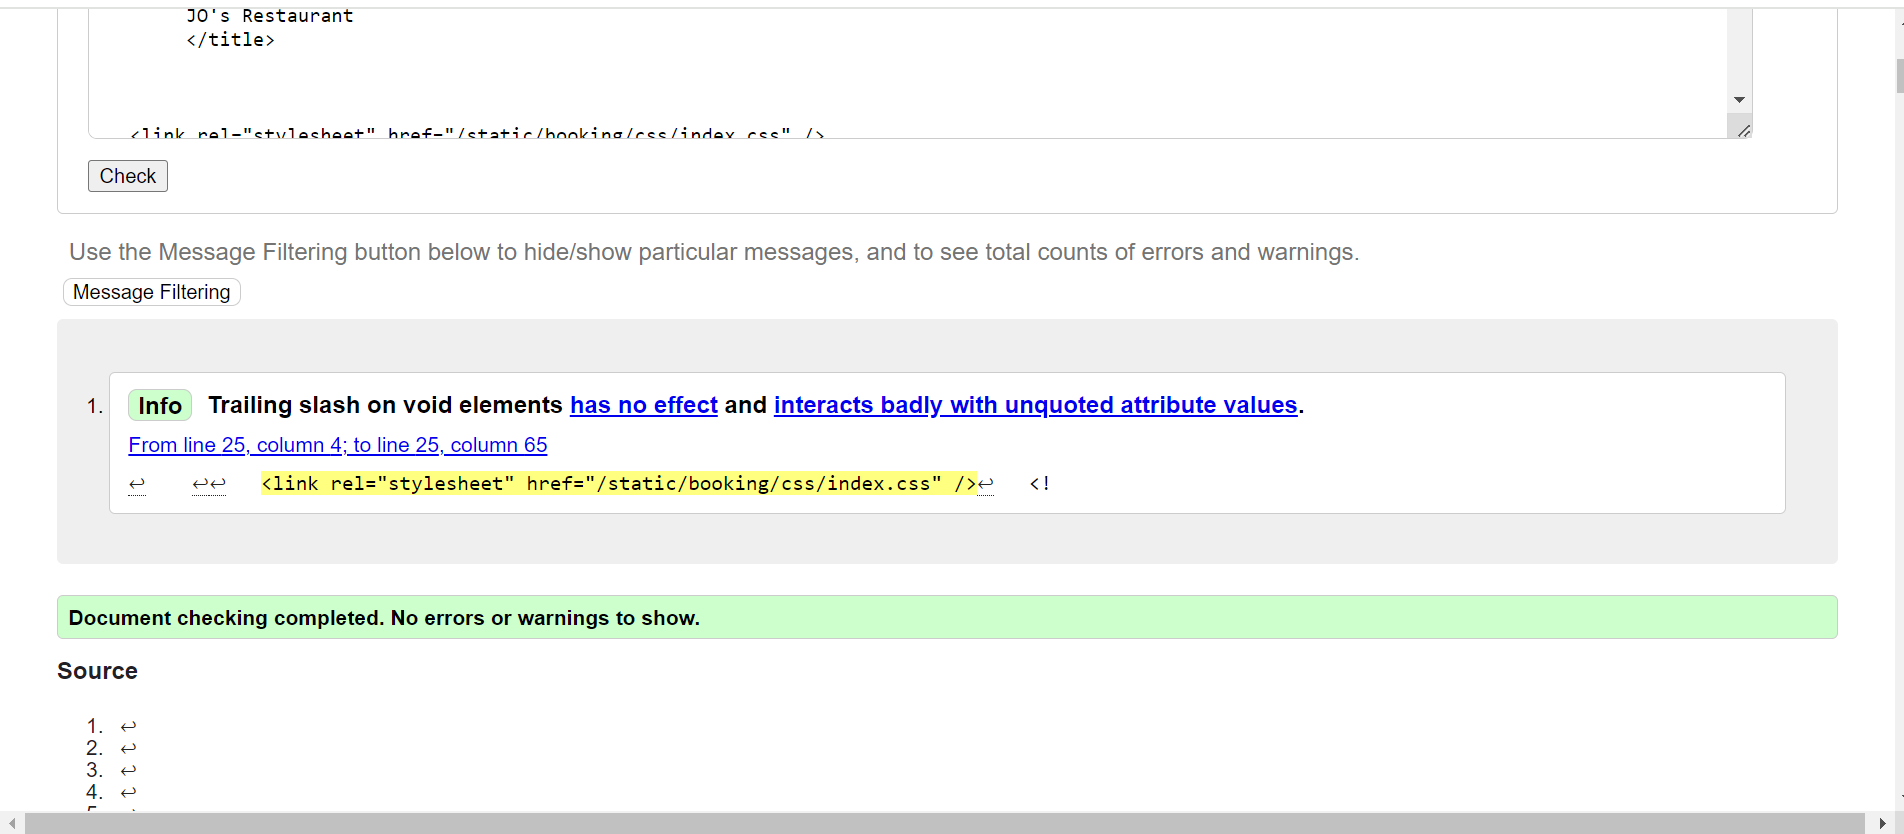 JO's Restaurant
</title>
<link rel="stylesheet" href="/static/booking/css/index.css" />
Check
Use the Message Filtering button below to hide/show particular messages, and to see total counts of errors and warnings.
Message Filtering
1. Info Trailing slash on void elements has no effect and interacts badly with unquoted attribute values.
From line 25, column 4; to line 25, column 65
↩ ↩↩ <link rel="stylesheet" href="/static/booking/css/index.css" />↩ <!
Document checking completed. No errors or warnings to show.
Source
1. ↩
2. ↩
3. ↩
4. ↩